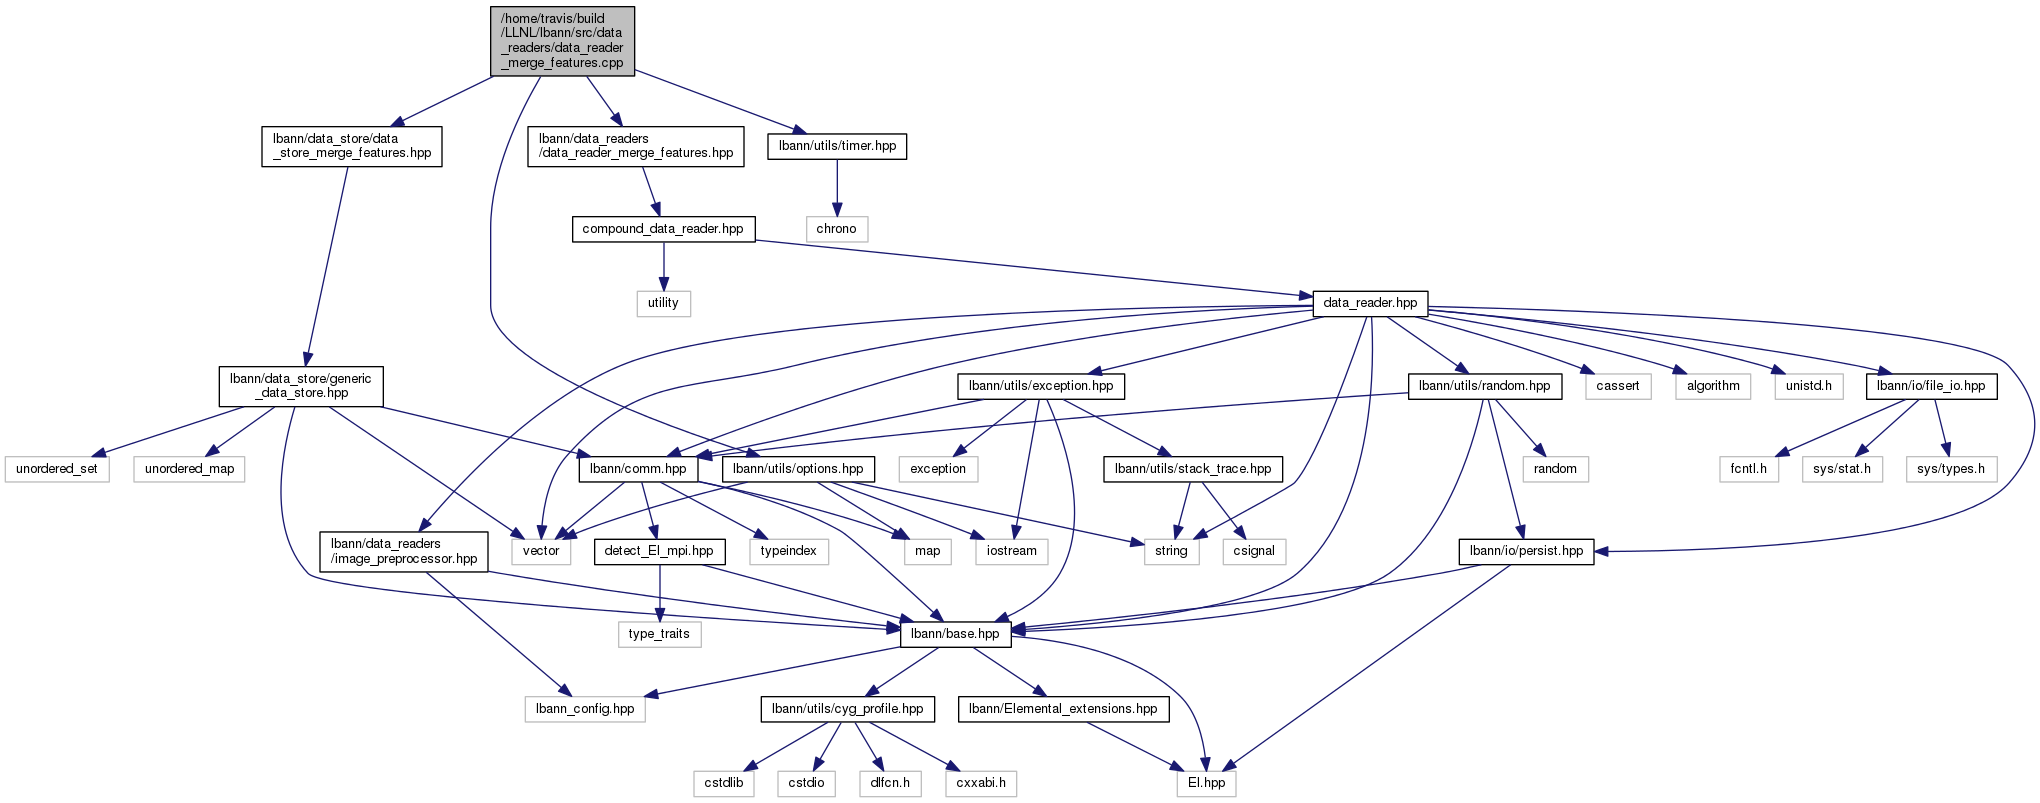 /home/travis/build
/LLNL/lbann/src/data
_readers/data_reader
_merge_features.cpp
lbann/data_store/data
_store_merge_features.hpp
lbann/data_readers
/data_reader_merge_features.hpp
lbann/utils/timer.hpp
compound_data_reader.hpp
chrono
utility
data_reader.hpp
lbann/data_store/generic
_data_store.hpp
lbann/utils/exception.hpp
lbann/utils/random.hpp
cassert
algorithm
unistd.h
lbann/io/file_io.hpp
unordered_set
unordered_map
lbann/comm.hpp
lbann/utils/options.hpp
exception
lbann/utils/stack_trace.hpp
random
fcntl.h
sys/stat.h
sys/types.h
lbann/data_readers
/image_preprocessor.hpp
vector
detect_El_mpi.hpp
typeindex
map
iostream
string
csignal
lbann/io/persist.hpp
type_traits
lbann/base.hpp
lbann_config.hpp
lbann/utils/cyg_profile.hpp
lbann/Elemental_extensions.hpp
cstdlib
cstdio
dlfcn.h
cxxabi.h
El.hpp